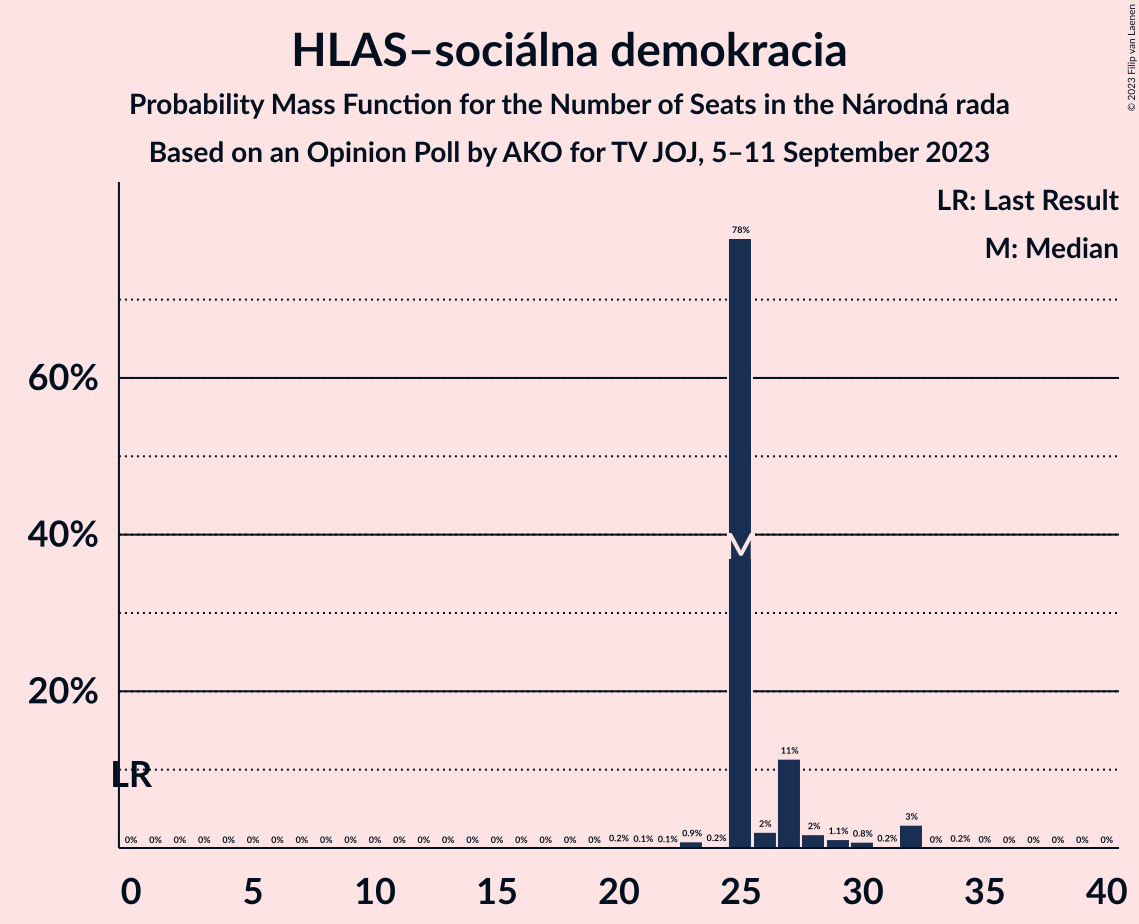 HLAS–sociálna demokracia
Probability Mass Function for the Number of Seats in the Národná rada
Based on an Opinion Poll by AKO for TV JOJ, 5–11 September 2023
© 2023 Filip van Laenen
LR: Last Result
M: Median
60%
40%
20%
LR
M
0% 0% 0% 0% 0% 0% 0% 0% 0% 0% 0% 0% 0% 0% 0% 0% 0% 0% 0% 0% 0.2% 0.1% 0.1% 0.9% 0.2% 78% 2% 11% 2% 1.1% 0.8% 0.2% 3% 0% 0.2% 0% 0% 0% 0% 0% 0%
0 5 10 15 20 25 30 35 40